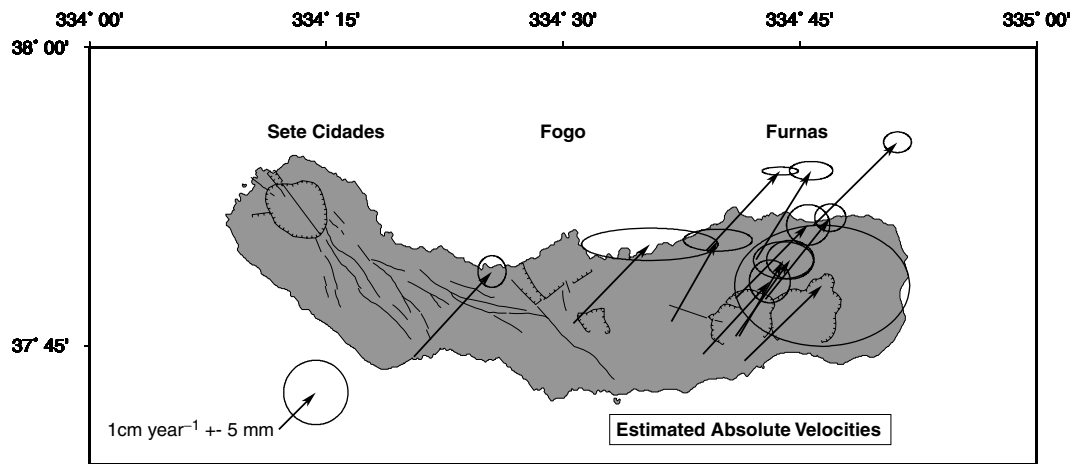 334° 00' 334° 15' 334° 30' 334° 45' 335° 00'
38° 00'
Sete Cidades Fogo Furnas
37° 45'
1cm year⁻¹ +- 5 mm
Estimated Absolute Velocities